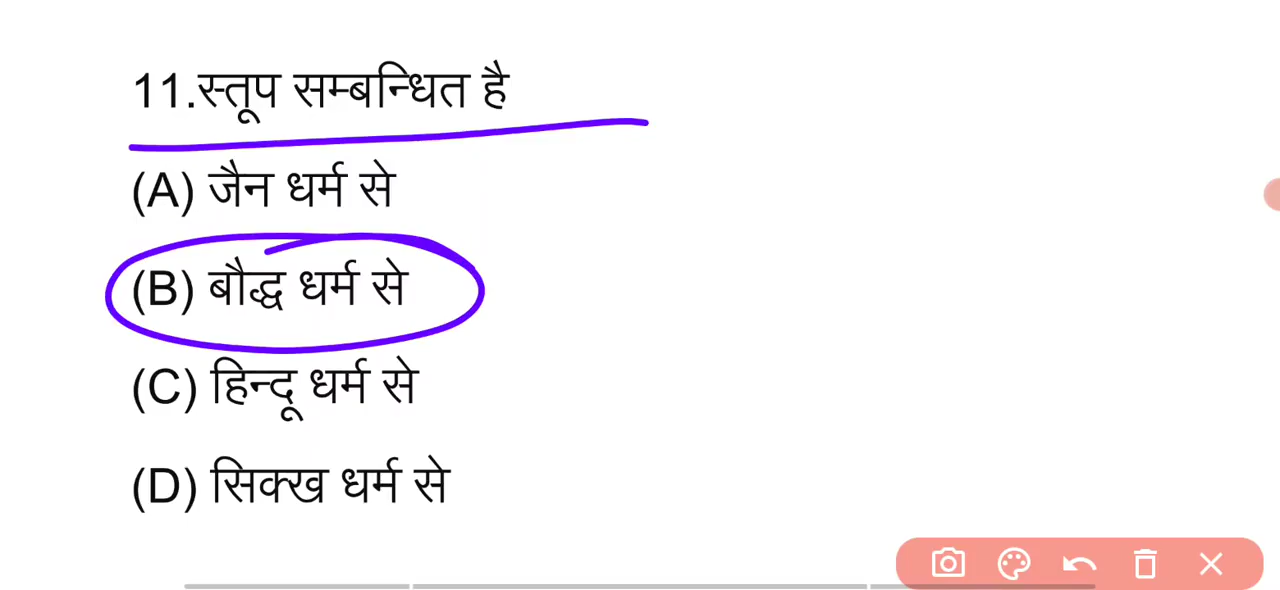 11.स्तूप सम्बन्धित है
(A) जैन धर्म से
(B) बौद्ध धर्म से
(C) हिन्दू धर्म से
(D) सिक्ख धर्म से